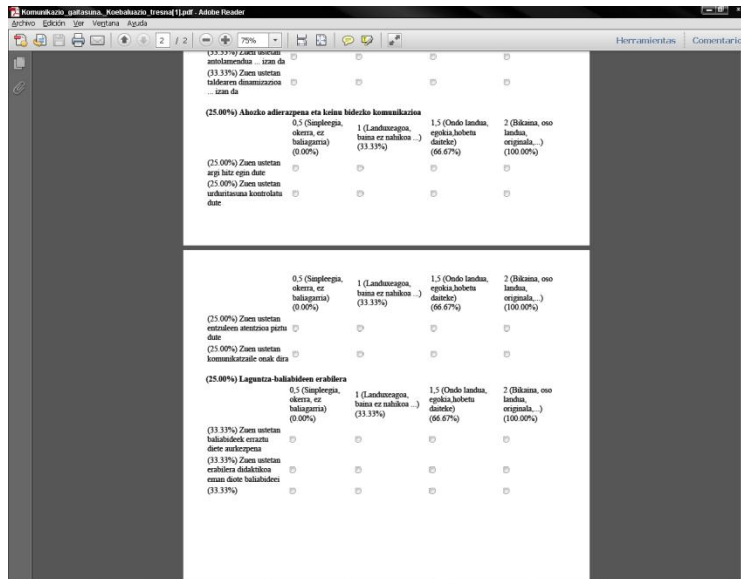 Komunikazio_gaitasuna._Koebaluazio_tresna[1].pdf - Adobe Reader
Archivo Edición Ver Ventana Ayuda
2 / 2 75% Herramientas Comentario
(33.33%) Zuen ustetan
antolamendua ... izan da
(33.33%) Zuen ustetan
taldearen dinamizazioa
... izan da
(25.00%) Ahozko adierazpena eta keinu bidezko komunikazioa
0,5 (Sinpleegia,
okerra, ez
baliagarria)
(0.00%)
1 (Landuxeagoa,
baina ez nahikoa ...)
(33.33%)
1,5 (Ondo landua,
egokia,hobetu
daiteke)
(66.67%)
2 (Bikaina, oso
landua,
originala,...)
(100.00%)
(25.00%) Zuen ustetan
argi hitz egin dute
(25.00%) Zuen ustetan
urduritasuna kontrolatu
dute
0,5 (Sinpleegia,
okerra, ez
baliagarria)
(0.00%)
1 (Landuxeagoa,
baina ez nahikoa ...)
(33.33%)
1,5 (Ondo landua,
egokia,hobetu
daiteke)
(66.67%)
2 (Bikaina, oso
landua,
originala,...)
(100.00%)
(25.00%) Zuen ustetan
entzuleen atentzioa piztu
dute
(25.00%) Zuen ustetan
komunikatzaile onak dira
(25.00%) Laguntza-baliabideen erabilera
0,5 (Sinpleegia,
okerra, ez
baliagarria)
(0.00%)
1 (Landuxeagoa,
baina ez nahikoa ...)
(33.33%)
1,5 (Ondo landua,
egokia,hobetu
daiteke)
(66.67%)
2 (Bikaina, oso
landua,
originala,...)
(100.00%)
(33.33%) Zuen ustetan
baliabideek erraztu
diete aurkezpena
(33.33%) Zuen ustetan
erabilera didaktikoa
eman diote baliabideei
(33.33%)